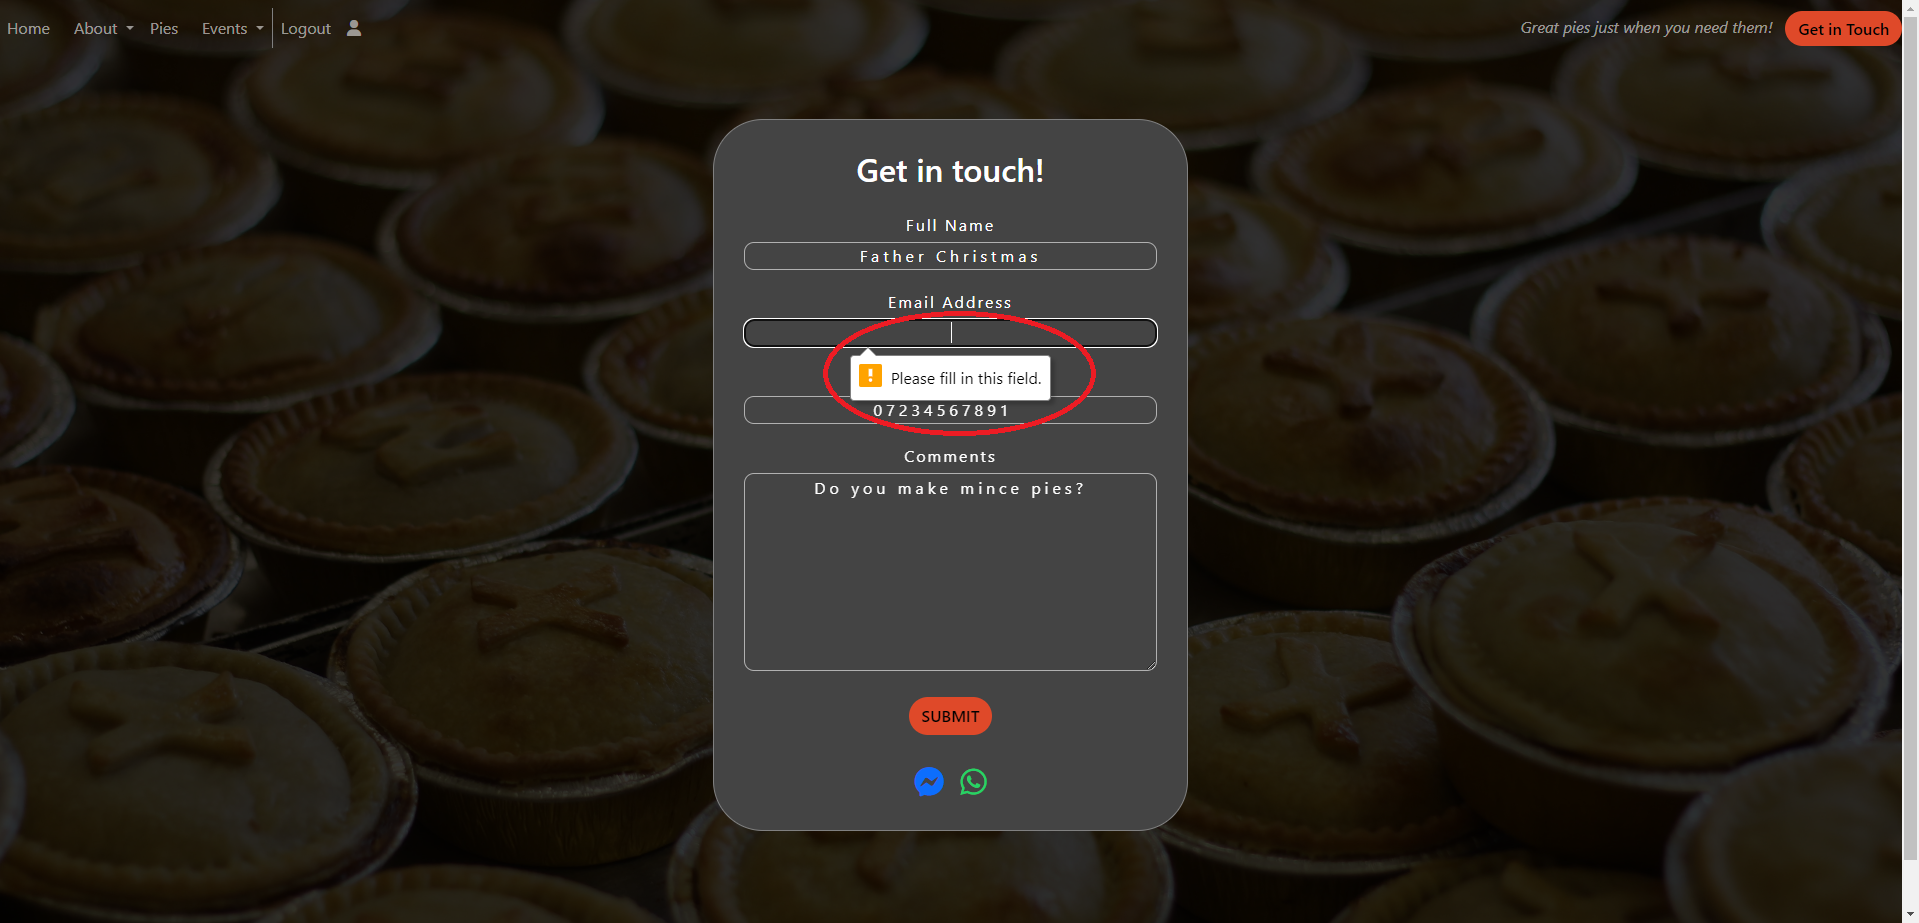 Home About Pies Events Logout
Great pies just when you need them! Get in Touch
Get in touch!
Full Name
Father Christmas
Email Address
! Please fill in this field.
07234567891
Comments
Do you make mince pies?
SUBMIT